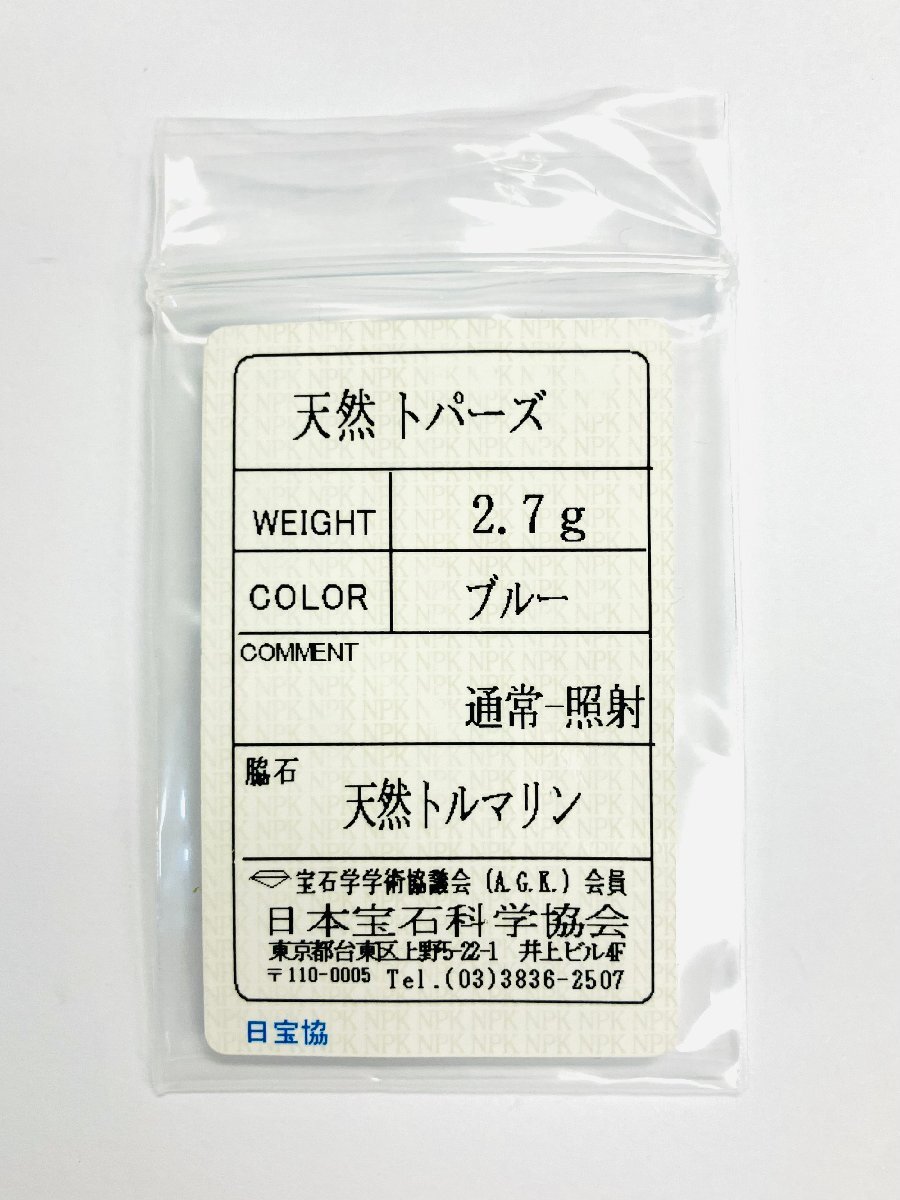 天然トパーズ
WEIGHT 2.7g
COLOR ブルー
COMMENT
通常-照射
脇石
天然トルマリン
宝石学学術協議会(A.G.K.)会員
日本宝石科学協会
東京都台東区上野5-22-1 井上ビル4F
〒110-0005 Tel.(03)3836-2507
日宝協